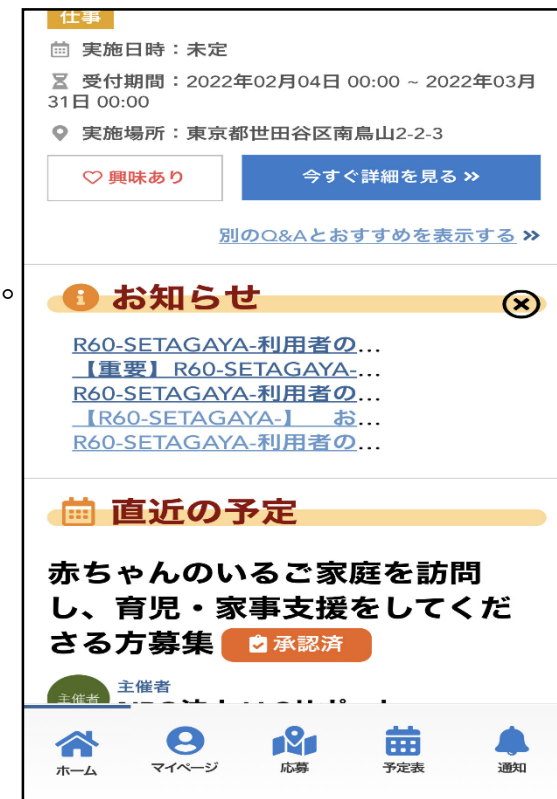 仕事
実施日時：未定
受付期間：2022年02月04日 00:00 ~ 2022年03月
31日 00:00
実施場所：東京都世田谷区南烏山2-2-3
興味あり
今すぐ詳細を見る
別のQ&Aとおすすめを表示する
。
お知らせ
R60-SETAGAYA-利用者の...
【重要】R60-SETAGAYA-...
R60-SETAGAYA-利用者の...
【R60-SETAGAYA-】 お...
R60-SETAGAYA-利用者の...
直近の予定
赤ちゃんのいるご家庭を訪問
し、育児・家事支援をしてくだ
さる方募集 承認済
主催者
主催者
ホーム
マイページ
応募
予定表
通知